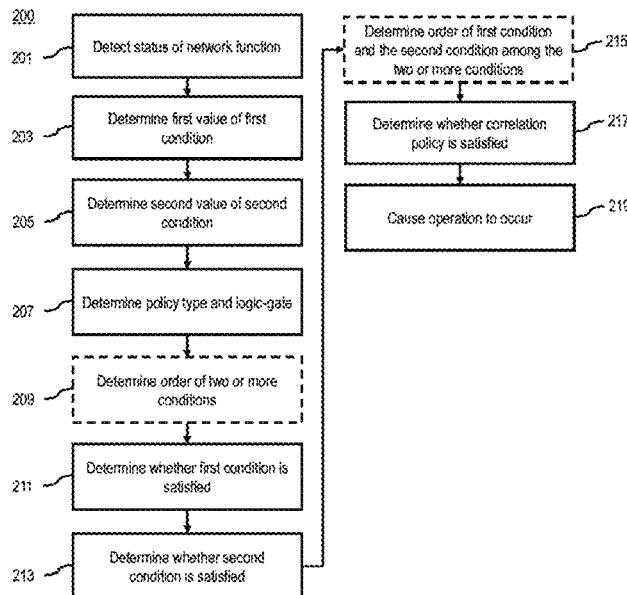 200
201
Detect status of network function
203
Determine first value of first
condition
205
Determine second value of second
condition
207
Determine policy type and logic-gate
209
Determine order of two or more
conditions
211
Determine whether first condition is
satisfied
213
Determine whether second
condition is satisfied
Determine order of first condition
and the second condition among the
two or more conditions
215
Determine whether correlation
policy is satisfied
217
Cause operation to occur
219